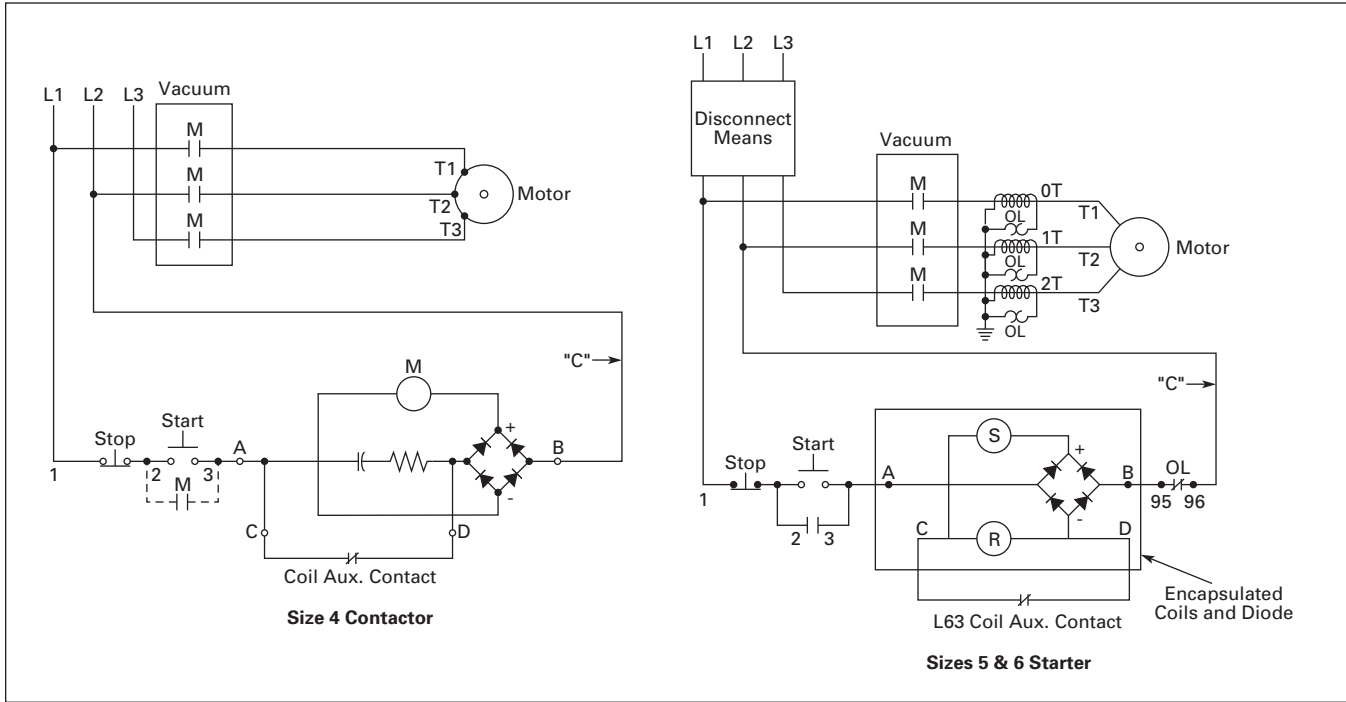 L1 L2 L3
Vacuum
M
M
M
T1
T2
T3
Motor
"C"
M
+
-
Start
Stop
1
2
3
M
A
B
C
D
Coil Aux. Contact
Size 4 Contactor
L1 L2 L3
Disconnect
Means
Vacuum
M
M
M
0T
OL
1T
OL
2T
OL
T1
T2
T3
Motor
"C"
Start
Stop
1
2 3
A
S
+
-
B
OL
95 96
C
R
D
Encapsulated
Coils and Diode
L63 Coil Aux. Contact
Sizes 5 & 6 Starter